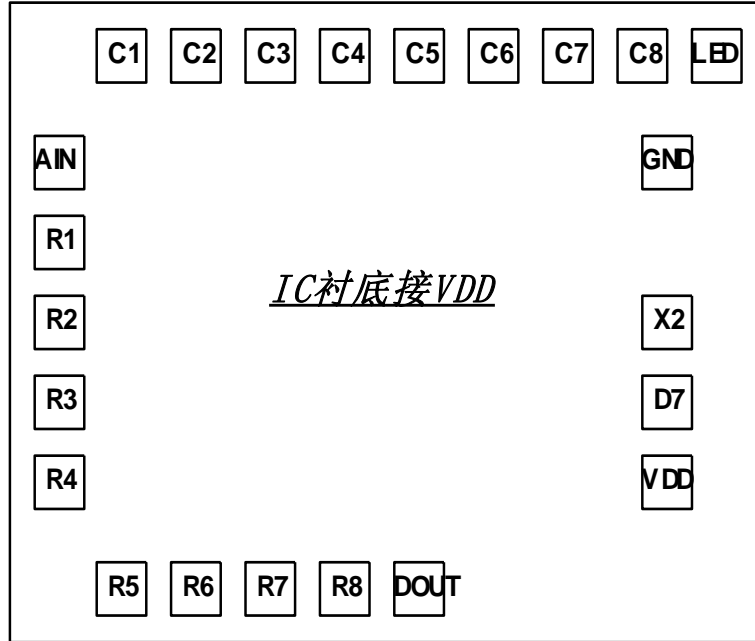 C1 C2 C3 C4 C5 C6 C7 C8 LED
AIN GND
R1
IC衬底接VDD
R2 X2
R3 D7
R4 VDD
R5 R6 R7 R8 DOUT